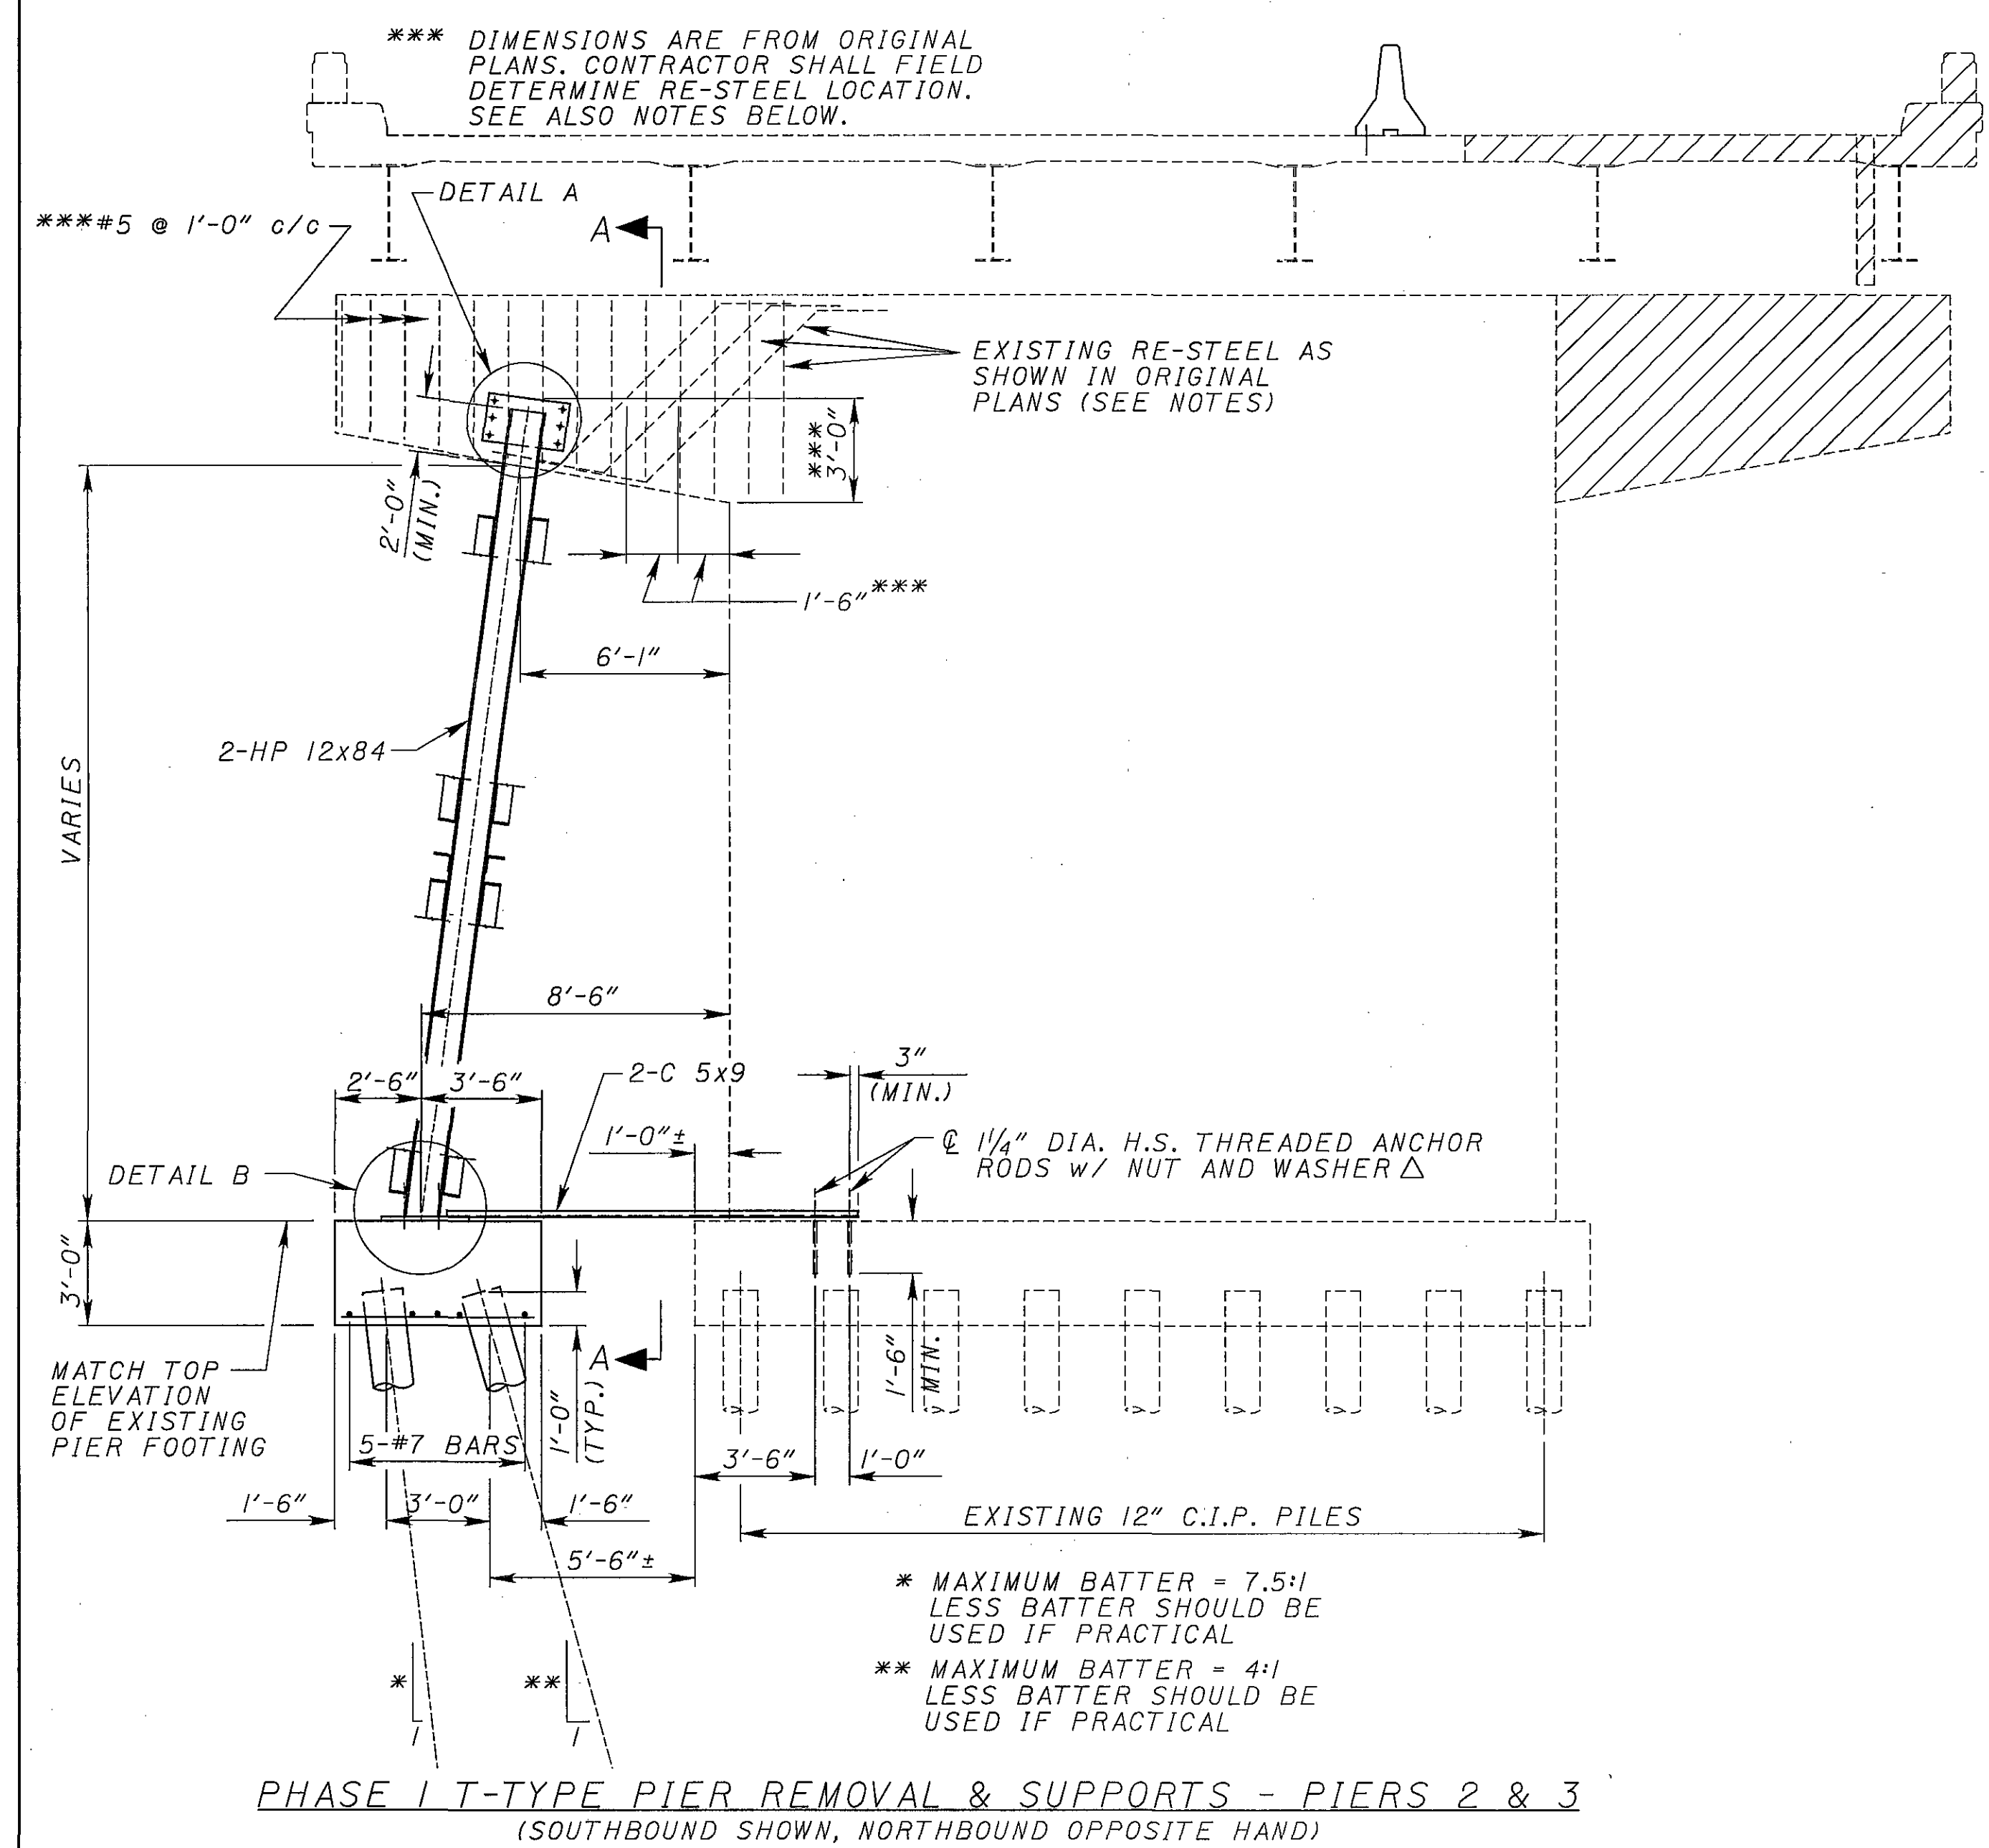 *** DIMENSIONS ARE FROM ORIGINAL
PLANS. CONTRACTOR SHALL FIELD
DETERMINE RE-STEEL LOCATION.
SEE ALSO NOTES BELOW.
DETAIL A
***#5 @ 1'-0" c/c
A
EXISTING RE-STEEL AS
SHOWN IN ORIGINAL
PLANS (SEE NOTES)
***
3'-0"
2'-0"
(MIN.)
1'-6"***
6'-1"
2-HP 12x84
VARIES
8'-6"
2'-6"
3'-6"
2-C 5x9
3"
(MIN.)
1'-0"±
℄ 1 1/4" DIA. H.S. THREADED ANCHOR
RODS w/ NUT AND WASHER △
DETAIL B
3'-0"
MATCH TOP
ELEVATION
OF EXISTING
PIER FOOTING
A
1'-0"
(TYP.)
1'-6"
MIN.
5-#7 BARS
3'-6"
1'-0"
1'-6"
3'-0"
1'-6"
EXISTING 12" C.I.P. PILES
5'-6"±
* MAXIMUM BATTER = 7.5:1
LESS BATTER SHOULD BE
USED IF PRACTICAL
** MAXIMUM BATTER = 4:1
LESS BATTER SHOULD BE
USED IF PRACTICAL
*
1
**
1
PHASE 1 T-TYPE PIER REMOVAL & SUPPORTS - PIERS 2 & 3
(SOUTHBOUND SHOWN, NORTHBOUND OPPOSITE HAND)